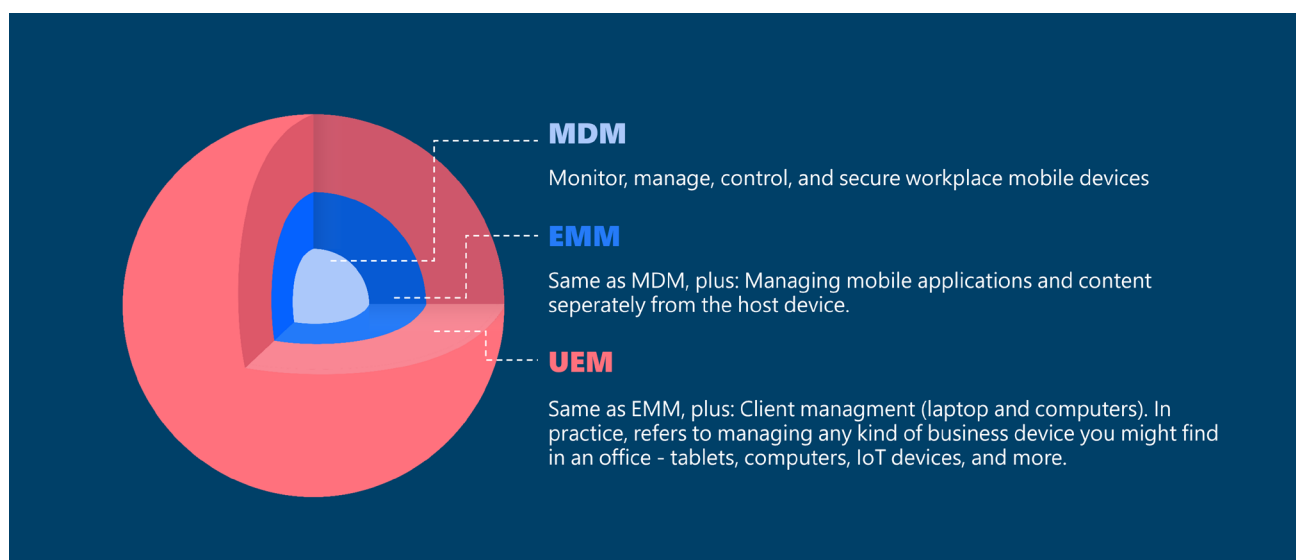 MDM
Monitor, manage, control, and secure workplace mobile devices
EMM
Same as MDM, plus: Managing mobile applications and content
seperately from the host device.
UEM
Same as EMM, plus: Client managment (laptop and computers). In
practice, refers to managing any kind of business device you might find
in an office - tablets, computers, IoT devices, and more.